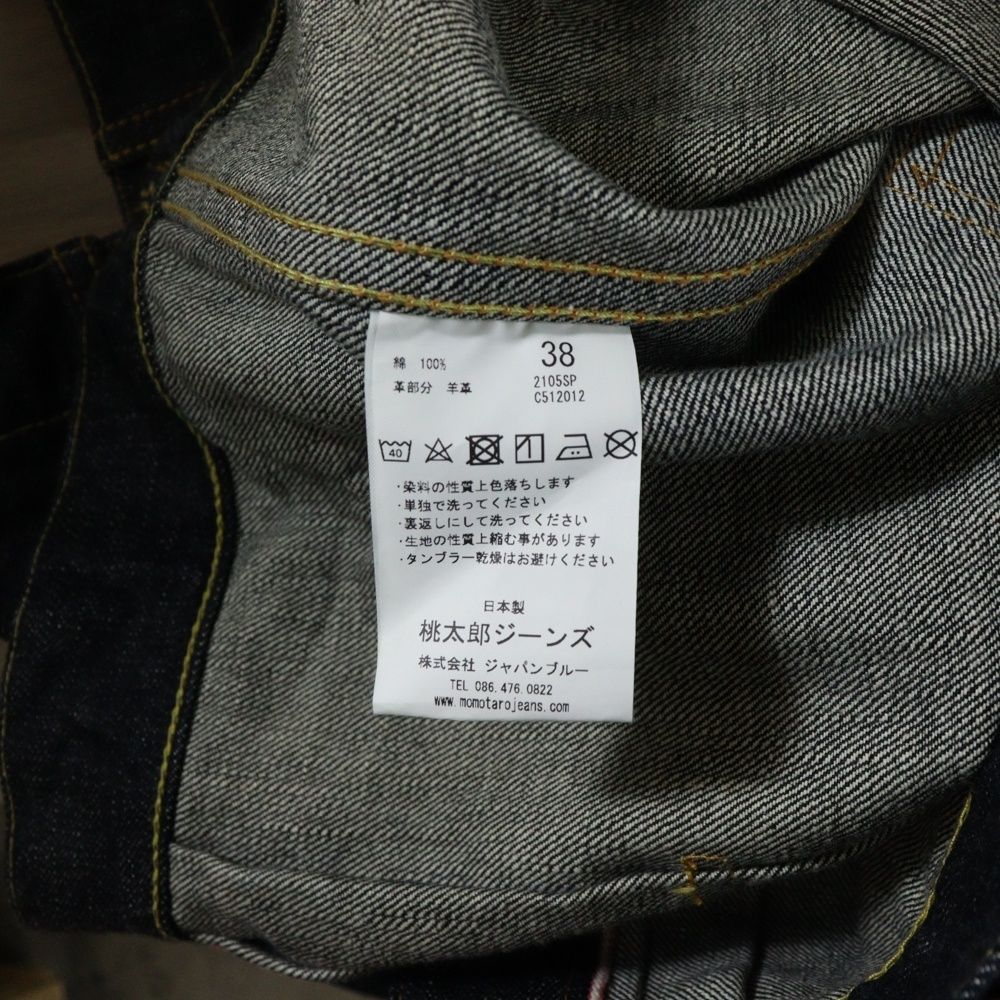 綿 100%
38
革部分 羊革
2105SP
C512012
40
・染料の性質上色落ちします
・単独で洗ってください
・裏返しにして洗ってください
・生地の性質上縮む事があります
・タンブラー乾燥はお避けください
日本製
桃太郎ジーンズ
株式会社 ジャパンブルー
TEL 086.476.0822
www.momotarojeans.com